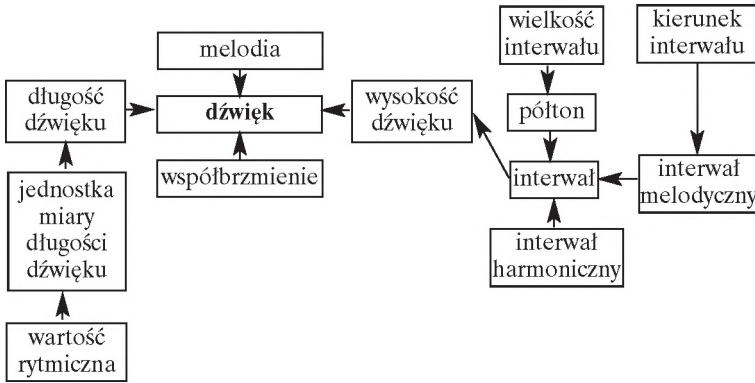 melodia
wielkość
interwału
kierunek
interwału
długość
dźwięku
dźwięk
wysokość
dźwięku
półton
współbrzmienie
interwał
interwał
melodyczny
jednostka
miary
długości
dźwięku
interwał
harmoniczny
wartość
rytmiczna